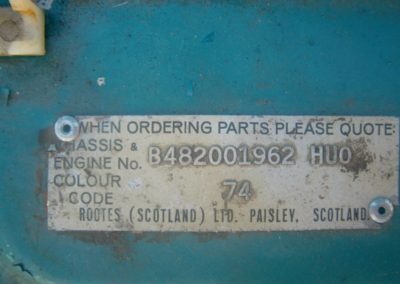 WHEN ORDERING PARTS PLEASE QUOTE
CHASSIS &
ENGINE No. B482001962 HUO
COLOUR
CODE 74
ROOTES (SCOTLAND) LTD. PAISLEY, SCOTLAND.